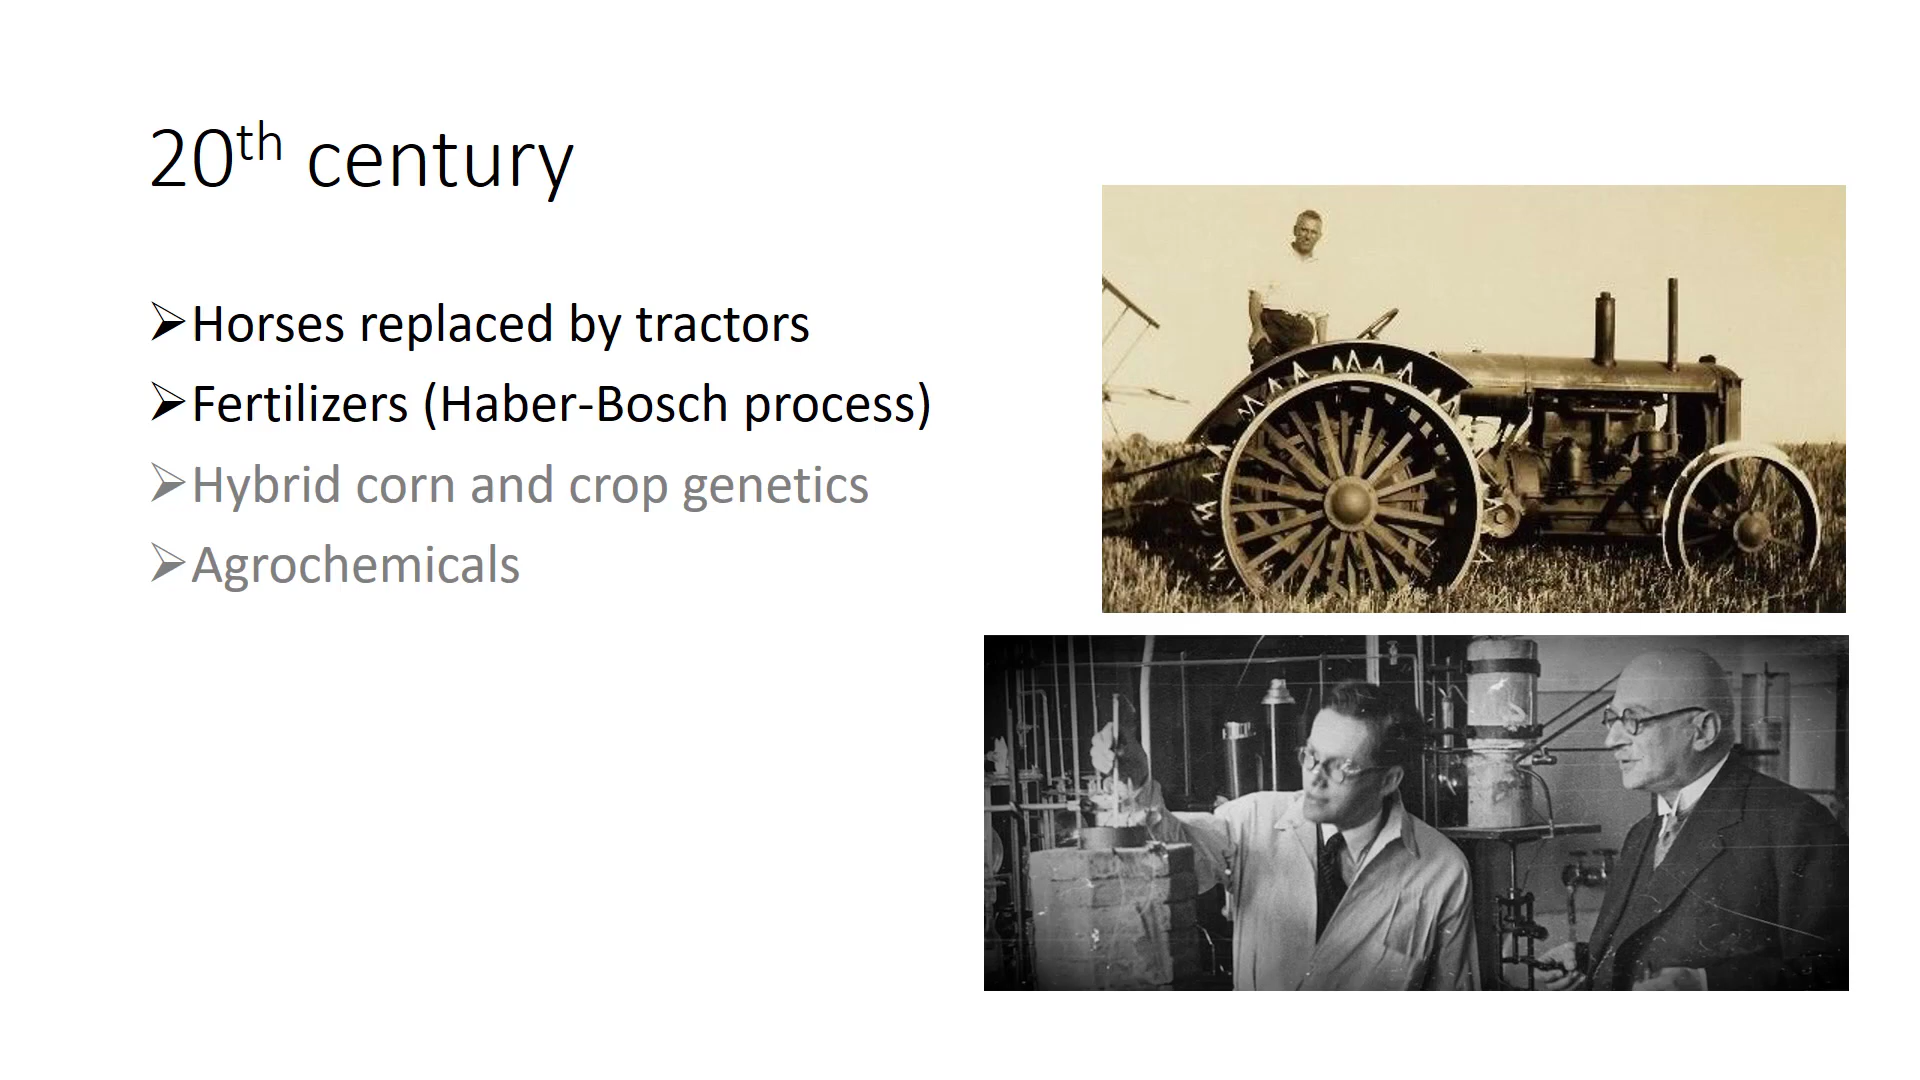 20th century
➢Horses replaced by tractors
➢Fertilizers (Haber-Bosch process)
➢Hybrid corn and crop genetics
➢Agrochemicals